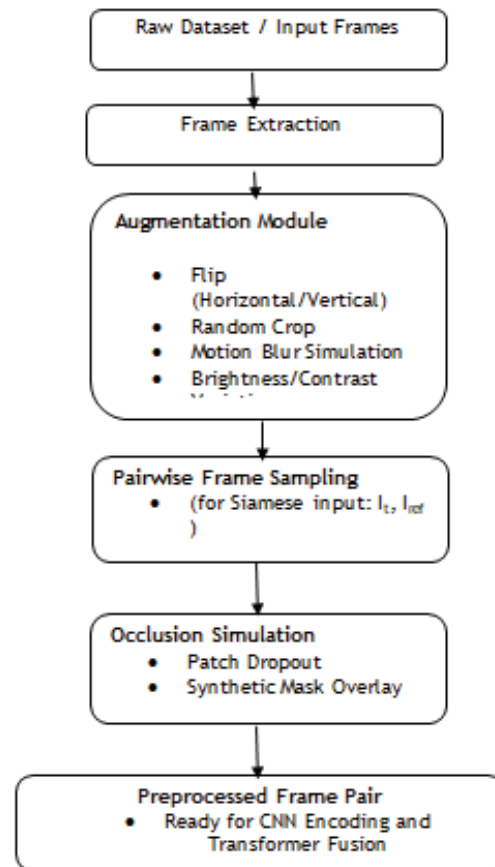 Raw Dataset / Input Frames
Frame Extraction
Augmentation Module
• Flip
(Horizontal/Vertical)
• Random Crop
• Motion Blur Simulation
• Brightness/Contrast
Pairwise Frame Sampling
• (for Siamese input: Iₜ, I_ref
)
Occlusion Simulation
• Patch Dropout
• Synthetic Mask Overlay
Preprocessed Frame Pair
• Ready for CNN Encoding and
Transformer Fusion